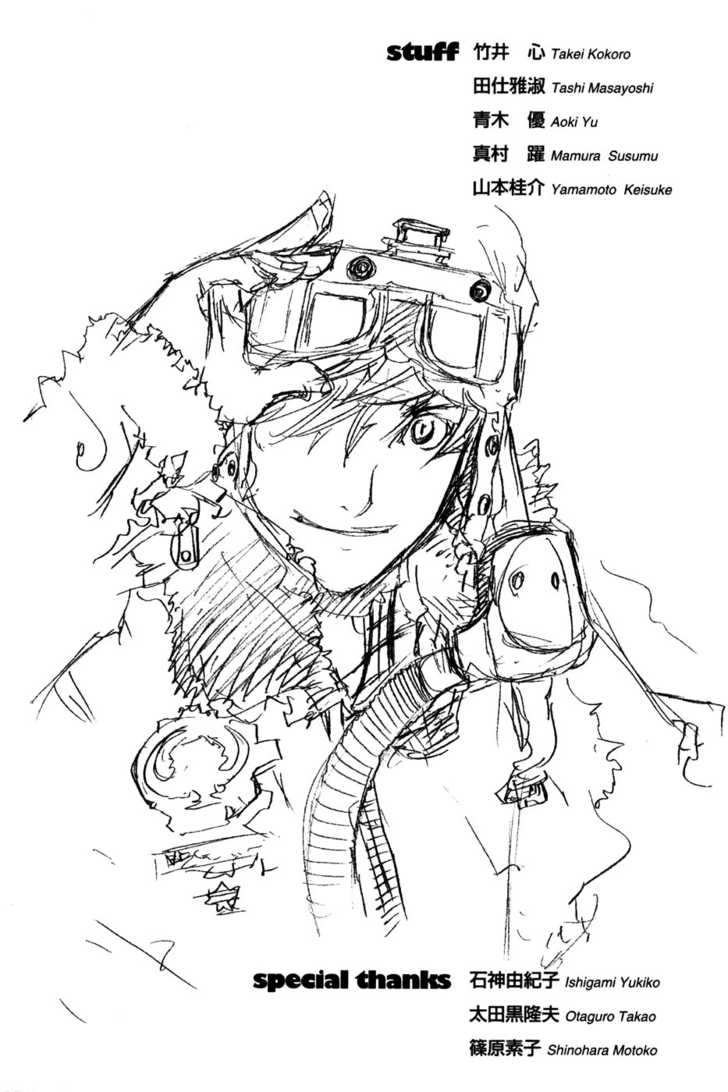 stuff 竹井 心 Takei Kokoro
田仕雅淑 Tashi Masayoshi
青木 優 Aoki Yu
真村 躍 Mamura Susumu
山本桂介 Yamamoto Keisuke
special thanks 石神由紀子 Ishigami Yukiko
太田黒隆夫 Otaguro Takao
篠原素子 Shinohara Motoko